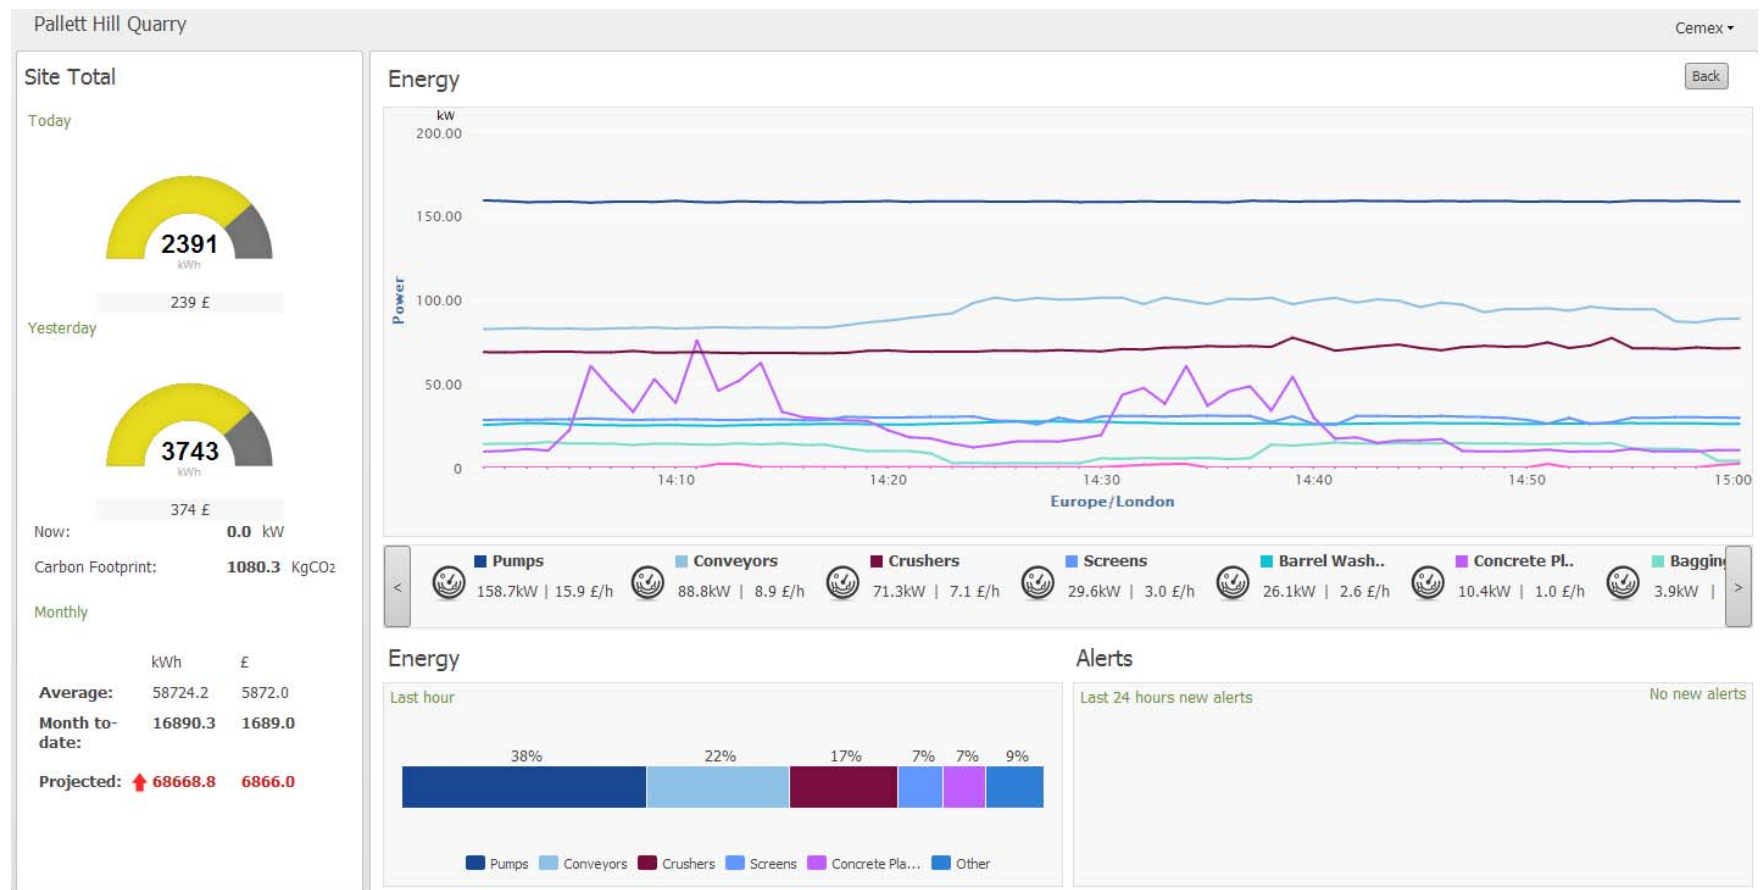 Pallett Hill Quarry
Cemex
Site Total
Today
2391
kWh
239 £
Yesterday
3743
kWh
374 £
Now: 0.0 kW
Carbon Footprint: 1080.3 KgCO2
Monthly
kWh £
Average: 58724.2 5872.0
Month to-
date: 16890.3 1689.0
Projected: 68668.8 6866.0
Energy
Back
kW
200.00
150.00
100.00
50.00
0
Power
14:10 14:20 14:30 14:40 14:50 15:00
Europe/London
<
Pumps
158.7kW | 15.9 £/h
Conveyors
88.8kW | 8.9 £/h
Crushers
71.3kW | 7.1 £/h
Screens
29.6kW | 3.0 £/h
Barrel Wash..
26.1kW | 2.6 £/h
Concrete Pl..
10.4kW | 1.0 £/h
Bagging
3.9kW |
>
Energy
Last hour
38% 22% 17% 7% 7% 9%
Pumps Conveyors Crushers Screens Concrete Pla... Other
Alerts
Last 24 hours new alerts
No new alerts